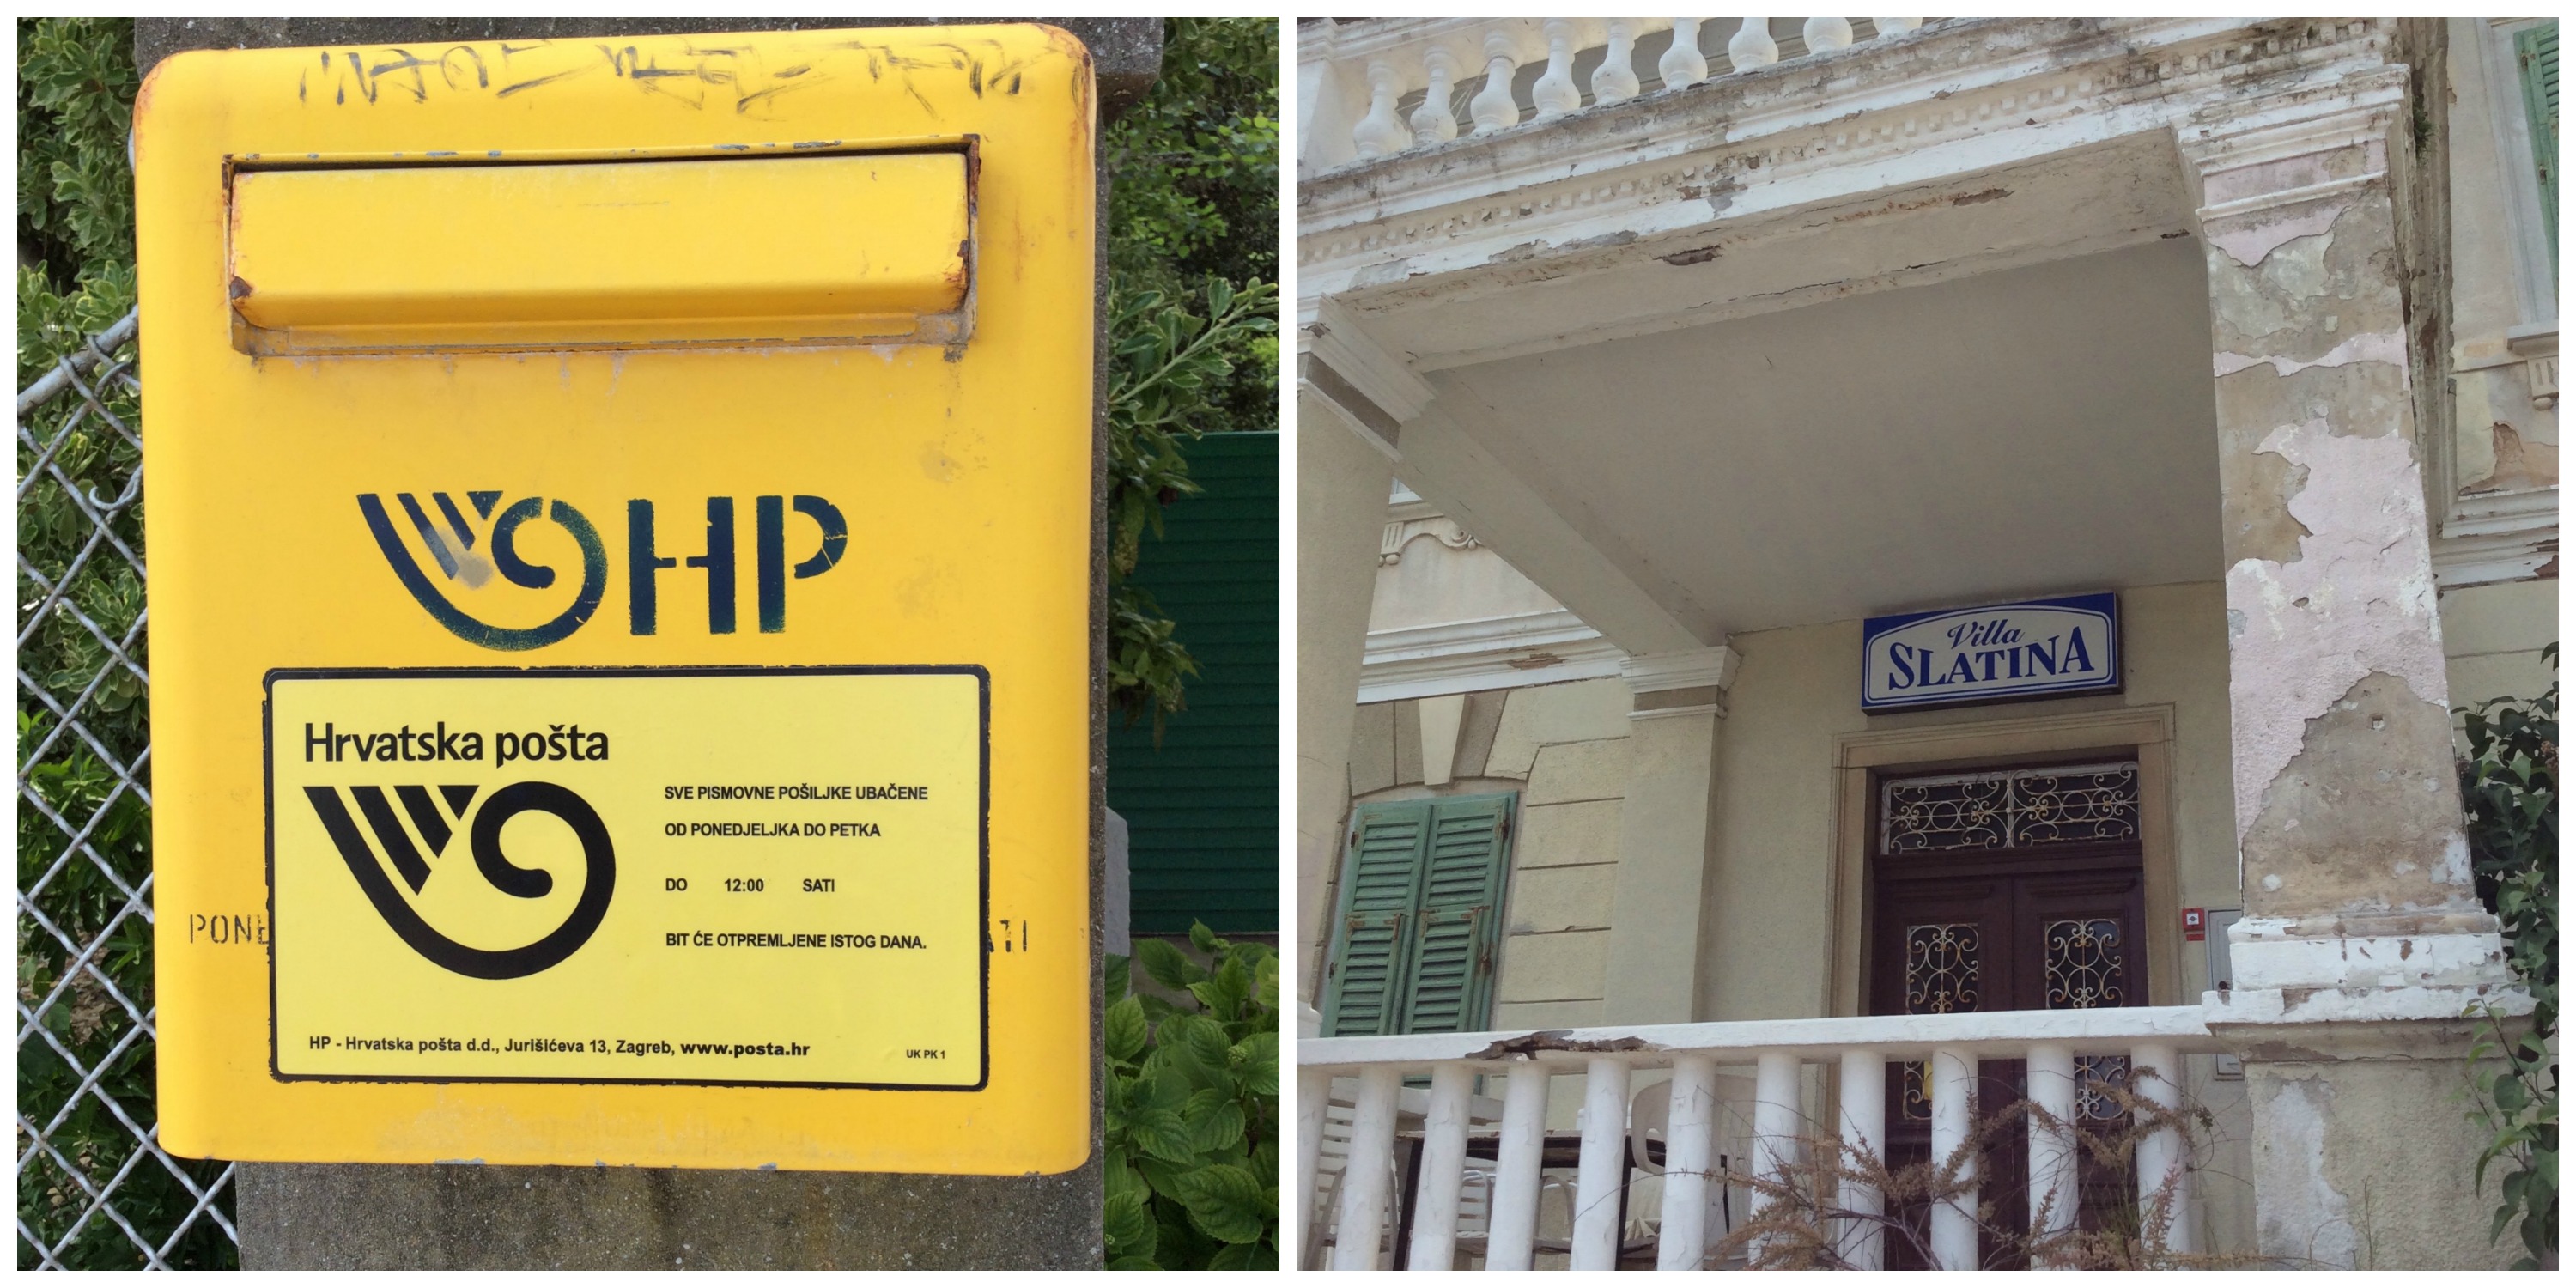 HP
Hrvatska pošta
SVE PISMOVNE POŠILJKE UBAČENE
OD PONEDJELJKA DO PETKA
DO 12:00 SATI
BIT ĆE OTPREMLJENE ISTOG DANA.
HP - Hrvatska pošta d.d., Jurišićeva 13, Zagreb, www.posta.hr
UK PK 1
Villa
SLATINA